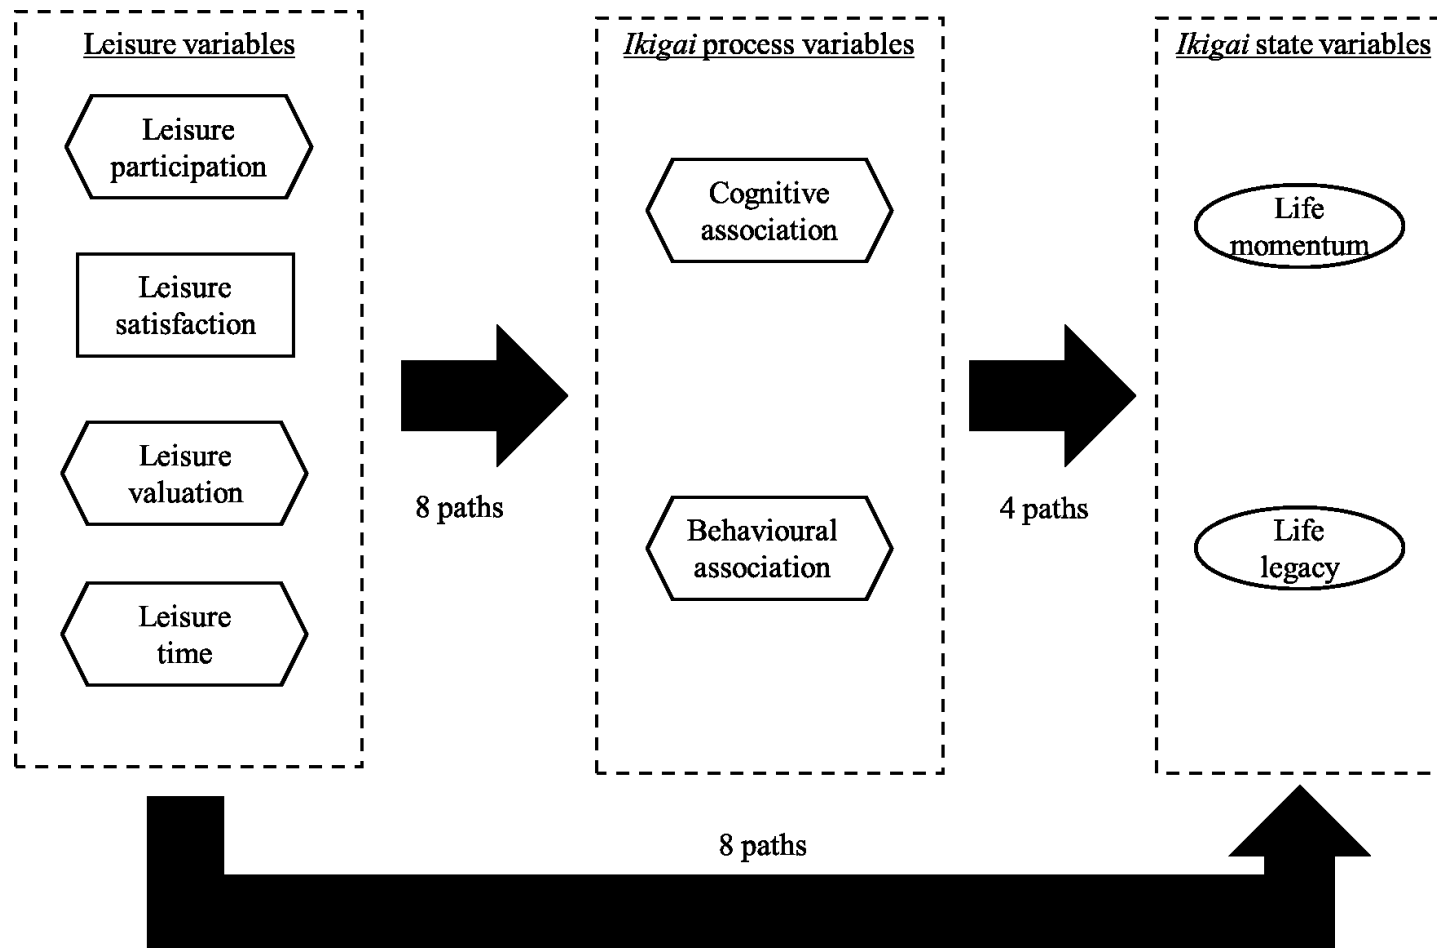 Leisure variables
Leisure
participation
Leisure
satisfaction
Leisure
valuation
Leisure
time
8 paths
Ikigai process variables
Cognitive
association
Behavioural
association
4 paths
Ikigai state variables
Life
momentum
Life
legacy
8 paths